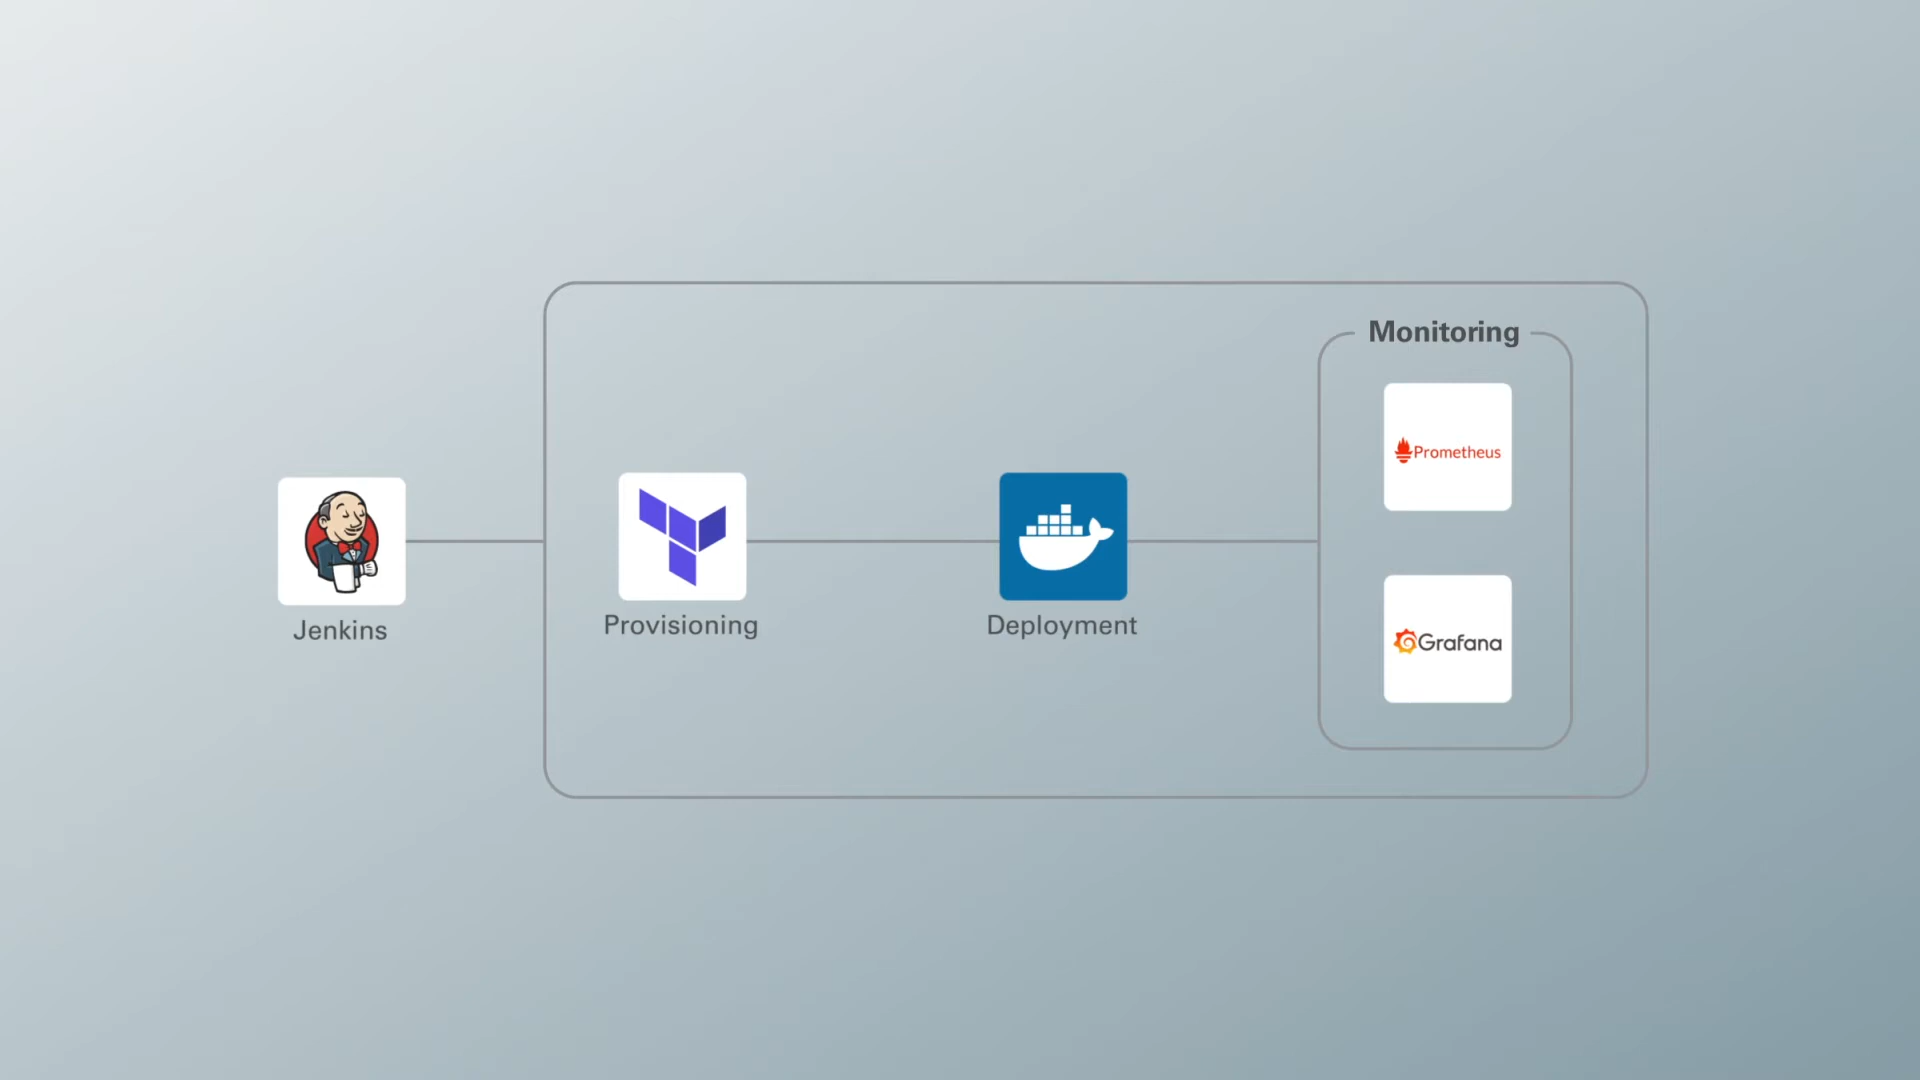 Monitoring
Prometheus
Grafana
Jenkins
Provisioning
Deployment